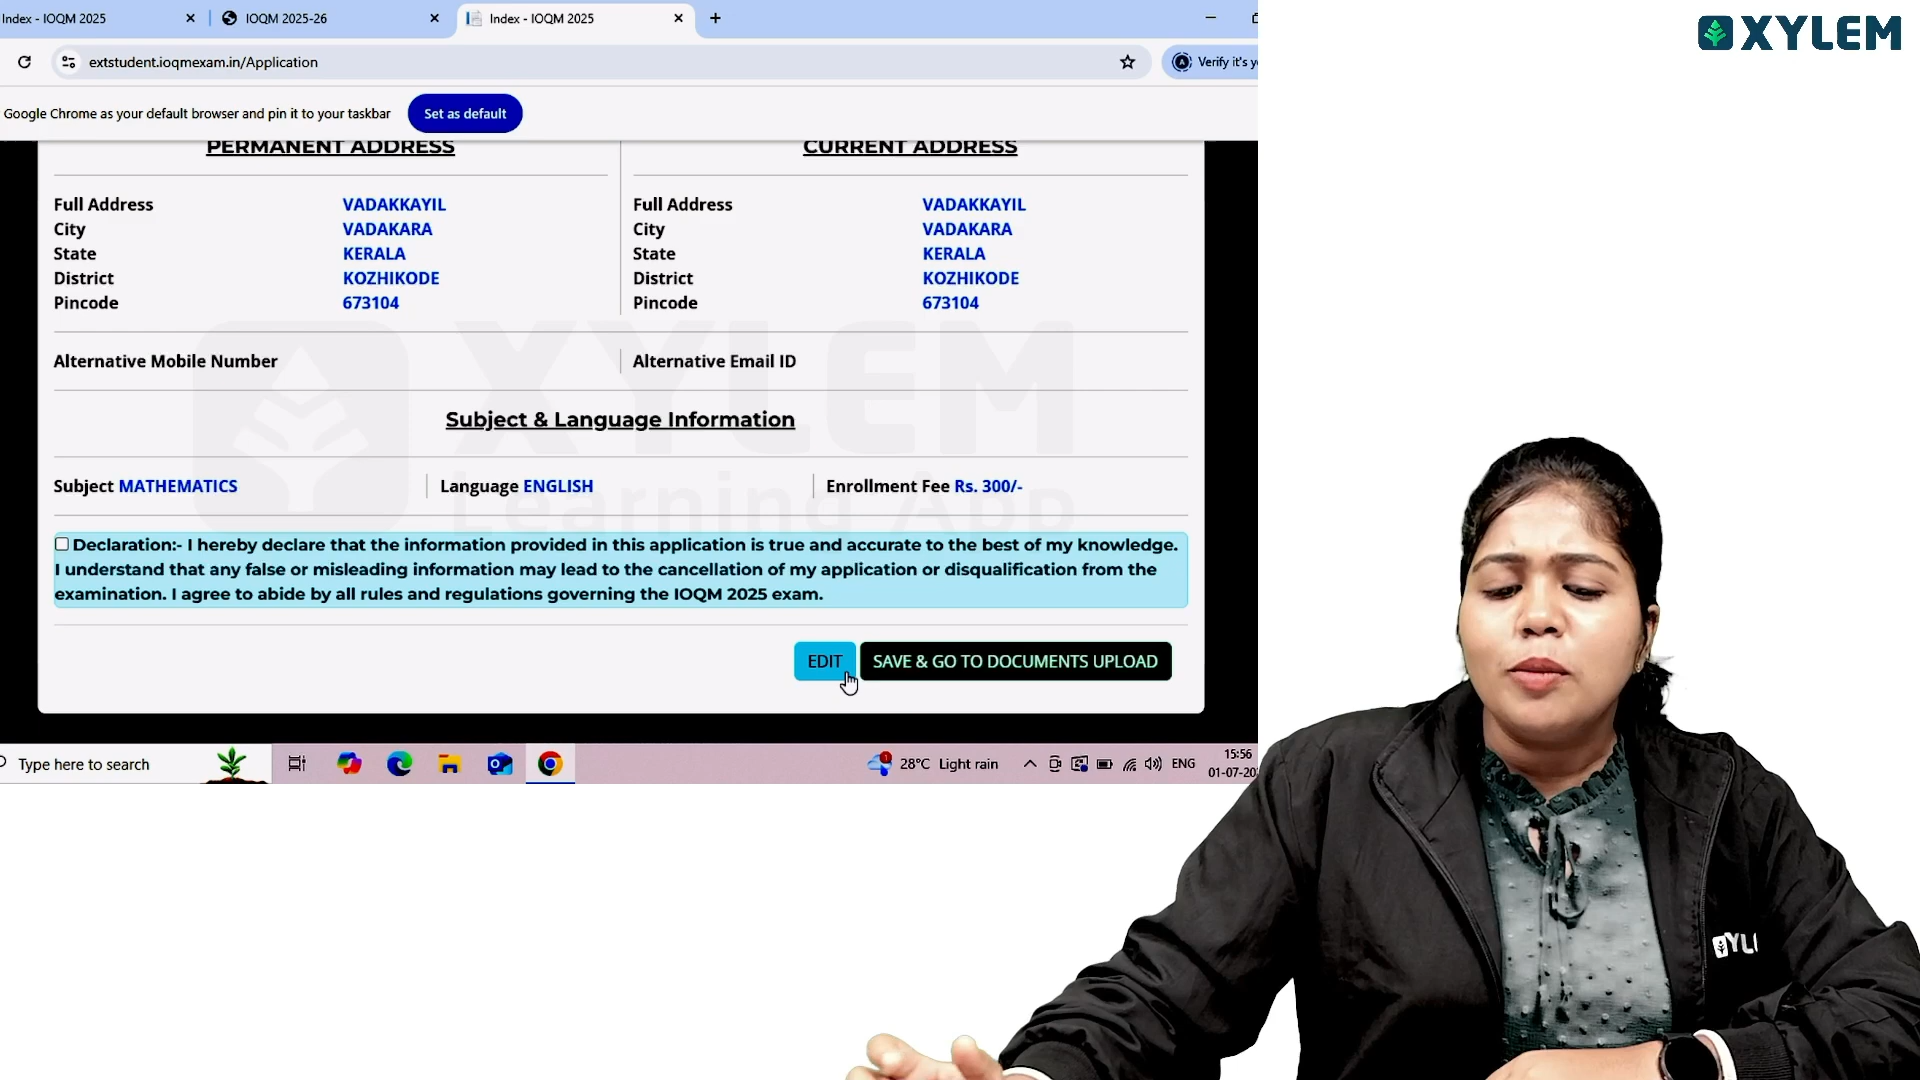 Index - IOQM 2025
IOQM 2025-26
Index - IOQM 2025
extstudent.ioqmexam.in/Application
Verify it's y
Google Chrome as your default browser and pin it to your taskbar
Set as default
XYLEM
PERMANENT ADDRESS
CURRENT ADDRESS
Full Address VADAKKAYIL
City VADAKARA
State KERALA
District KOZHIKODE
Pincode 673104
Full Address VADAKKAYIL
City VADAKARA
State KERALA
District KOZHIKODE
Pincode 673104
Alternative Mobile Number
Alternative Email ID
XYLEM
Learning App
Subject & Language Information
Subject MATHEMATICS
Language ENGLISH
Enrollment Fee Rs. 300/-
Declaration:- I hereby declare that the information provided in this application is true and accurate to the best of my knowledge.
I understand that any false or misleading information may lead to the cancellation of my application or disqualification from the
examination. I agree to abide by all rules and regulations governing the IOQM 2025 exam.
EDIT
SAVE & GO TO DOCUMENTS UPLOAD
Type here to search
28°C Light rain
ENG
15:56
01-07-20
XYL